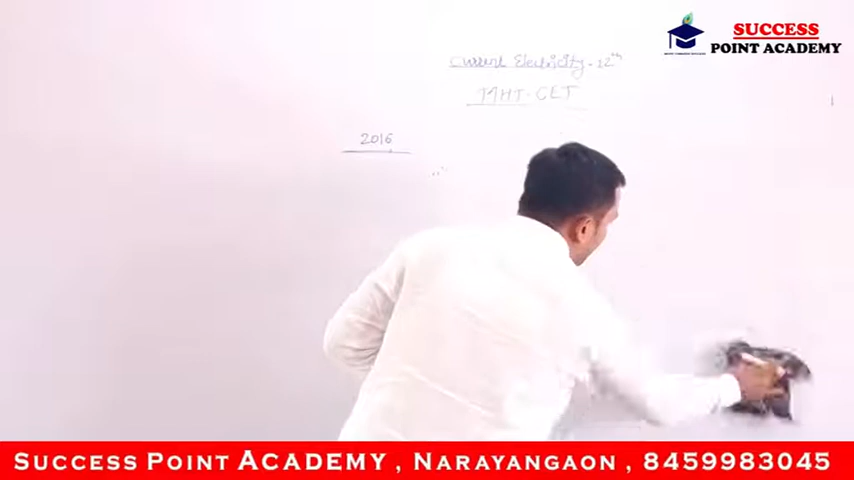 SUCCESS
POINT ACADEMY
Current Electricity - 12th
MHT-CET
2016
SUCCESS POINT ACADEMY , NARAYANGAON , 8459983045